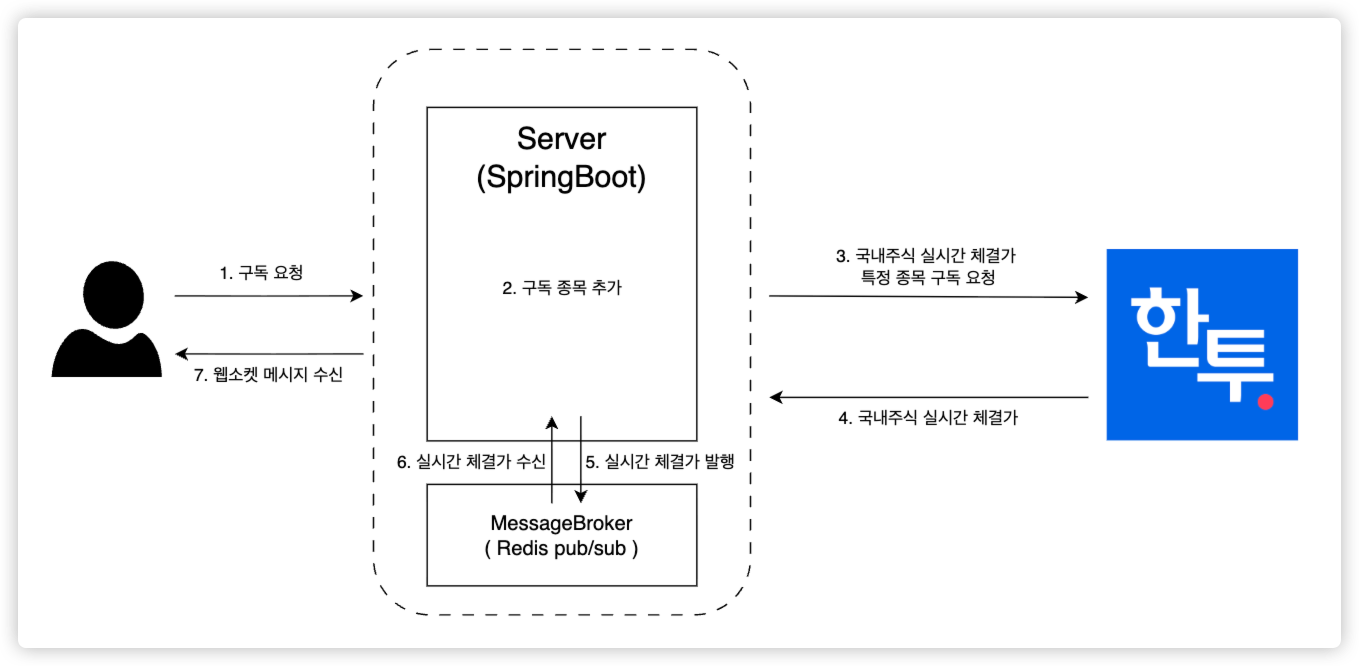 Server
(SpringBoot)
1. 구독 요청
2. 구독 종목 추가
3. 국내주식 실시간 체결가
특정 종목 구독 요청
한투
7. 웹소켓 메시지 수신
4. 국내주식 실시간 체결가
6. 실시간 체결가 수신
5. 실시간 체결가 발행
MessageBroker
( Redis pub/sub )